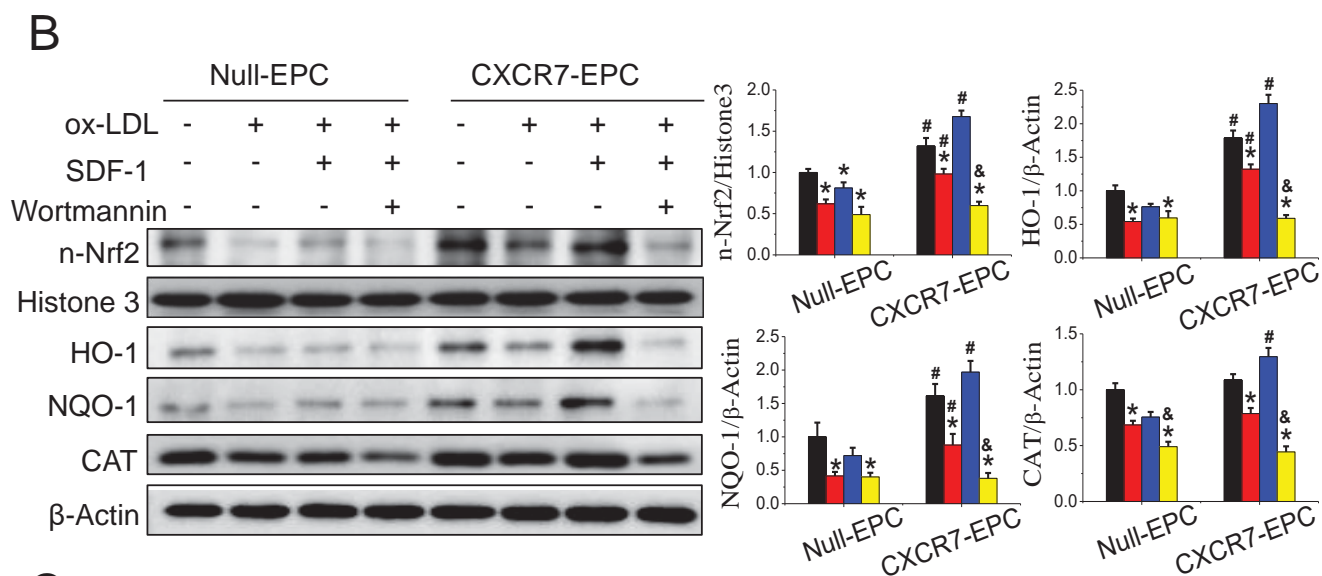 B
Null-EPC CXCR7-EPC
ox-LDL - + + + - + + +
SDF-1 - - + + - - + +
Wortmannin - - - + - - - +
n-Nrf2
Histone 3
HO-1
NQO-1
CAT
β-Actin
n-Nrf2/Histone3
2.0
1.5
1.0
0.5
0.0
* * * # # * # & *
Null-EPC CXCR7-EPC
HO-1/β-Actin
2.5
2.0
1.5
1.0
0.5
0.0
* * # # * # & *
Null-EPC CXCR7-EPC
NQO-1/β-Actin
2.5
2.0
1.5
1.0
0.5
0.0
* * # # * # & *
Null-EPC CXCR7-EPC
CAT/β-Actin
1.5
1.0
0.5
0.0
* & * * # & *
Null-EPC CXCR7-EPC